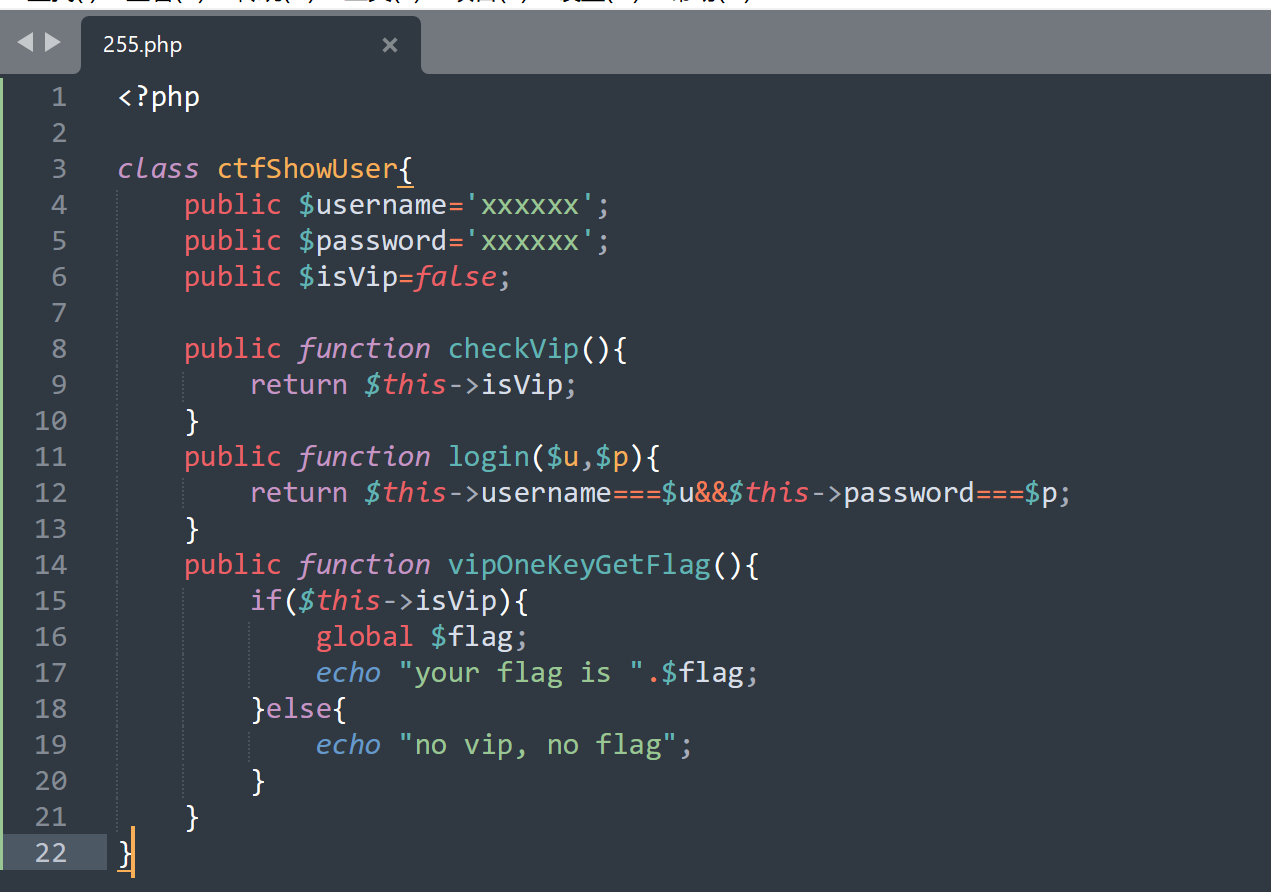 255.php
1 <?php
2
3 class ctfShowUser{
4     public $username='xxxxxx';
5     public $password='xxxxxx';
6     public $isVip=false;
7
8     public function checkVip(){
9         return $this->isVip;
10     }
11     public function login($u,$p){
12         return $this->username===$u&&$this->password===$p;
13     }
14     public function vipOneKeyGetFlag(){
15         if($this->isVip){
16             global $flag;
17             echo "your flag is ".$flag;
18         }else{
19             echo "no vip, no flag";
20         }
21     }
22 }